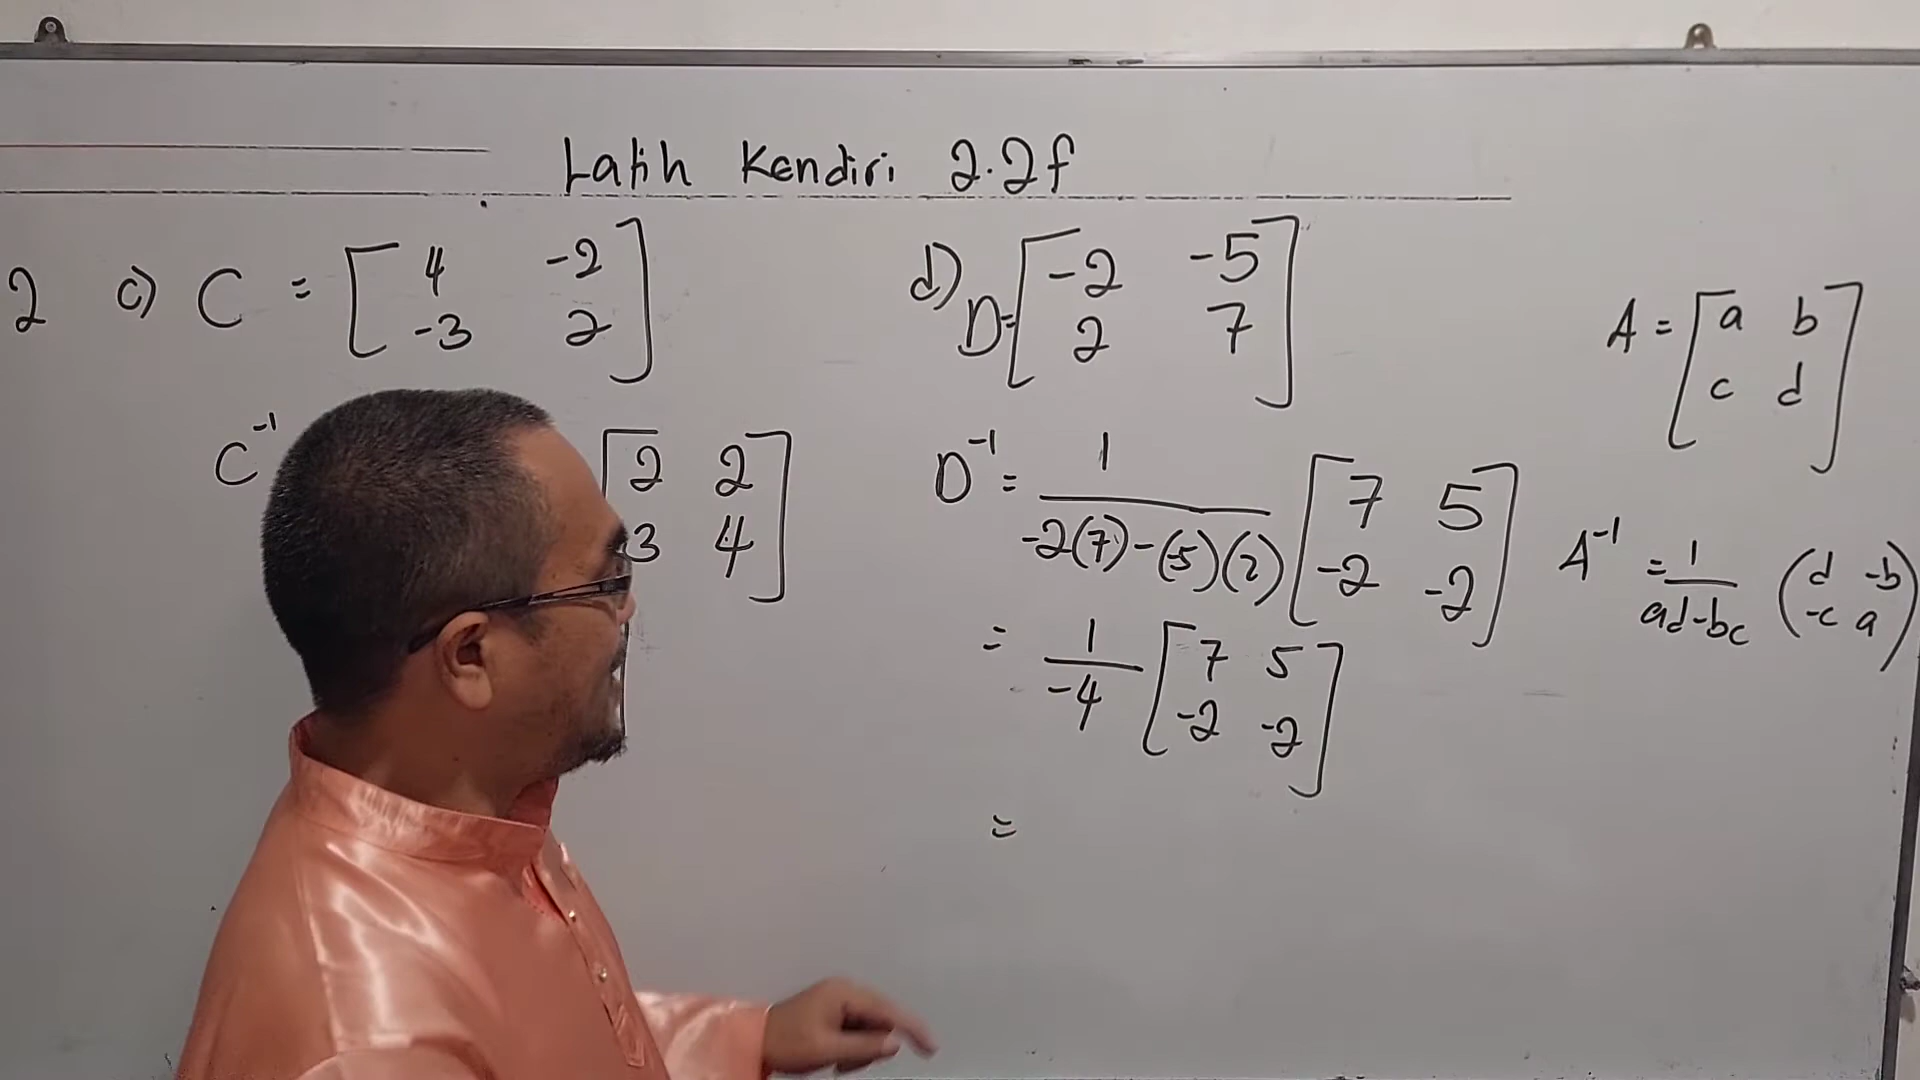 Latih Kendiri 2.2f
2 c) C = [4 -2
-3 2]
C⁻¹ [2 2
3 4]
d) D = [-2 -5
2 7]
D⁻¹ = 1/(-2(7)-(-5)(2)) [7 5
-2 -2]
= 1/-4 [7 5
-2 -2]
=
A = [a b
c d]
A⁻¹ = 1/(ad-bc) (d -b
-c a)